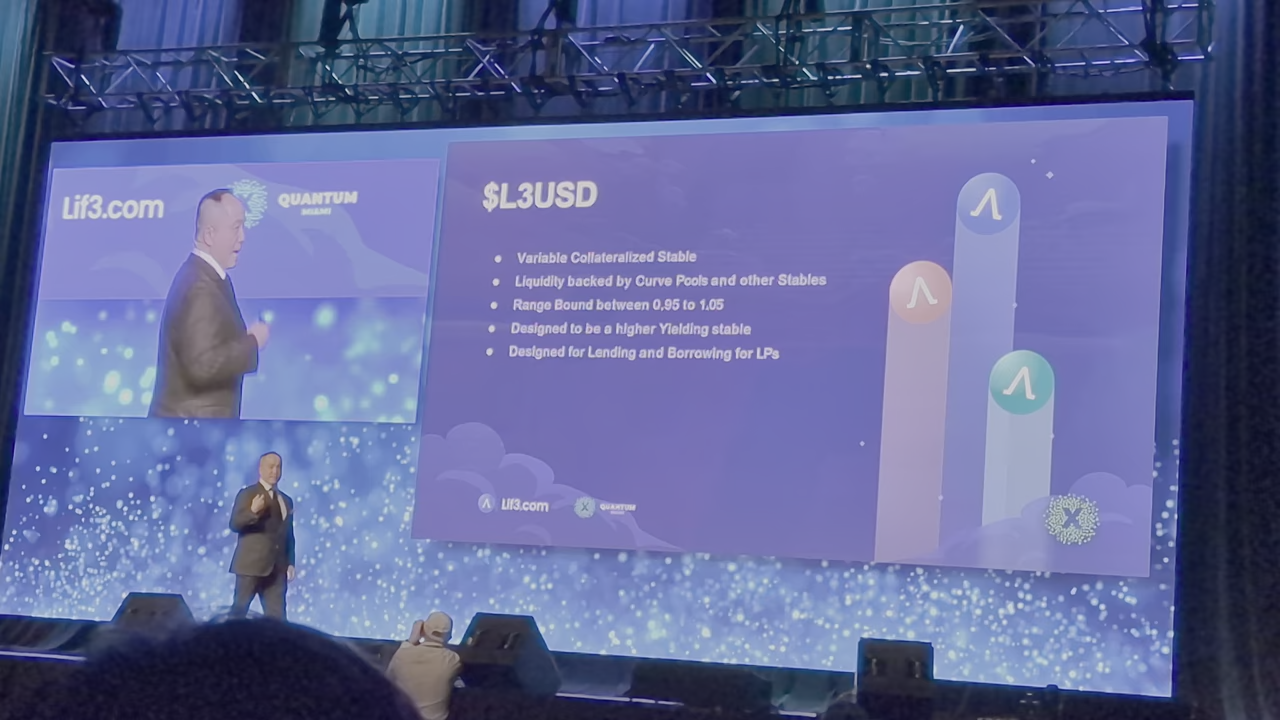 Lif3.com
QUANTUM
MIAMI
$L3USD
• Variable Collateralized Stable
• Liquidity backed by Curve Pools and other Stables
• Range Bound between 0.95 to 1.05
• Designed to be a higher Yielding stable
• Designed for Lending and Borrowing for LPs
Lif3.com
QUANTUM